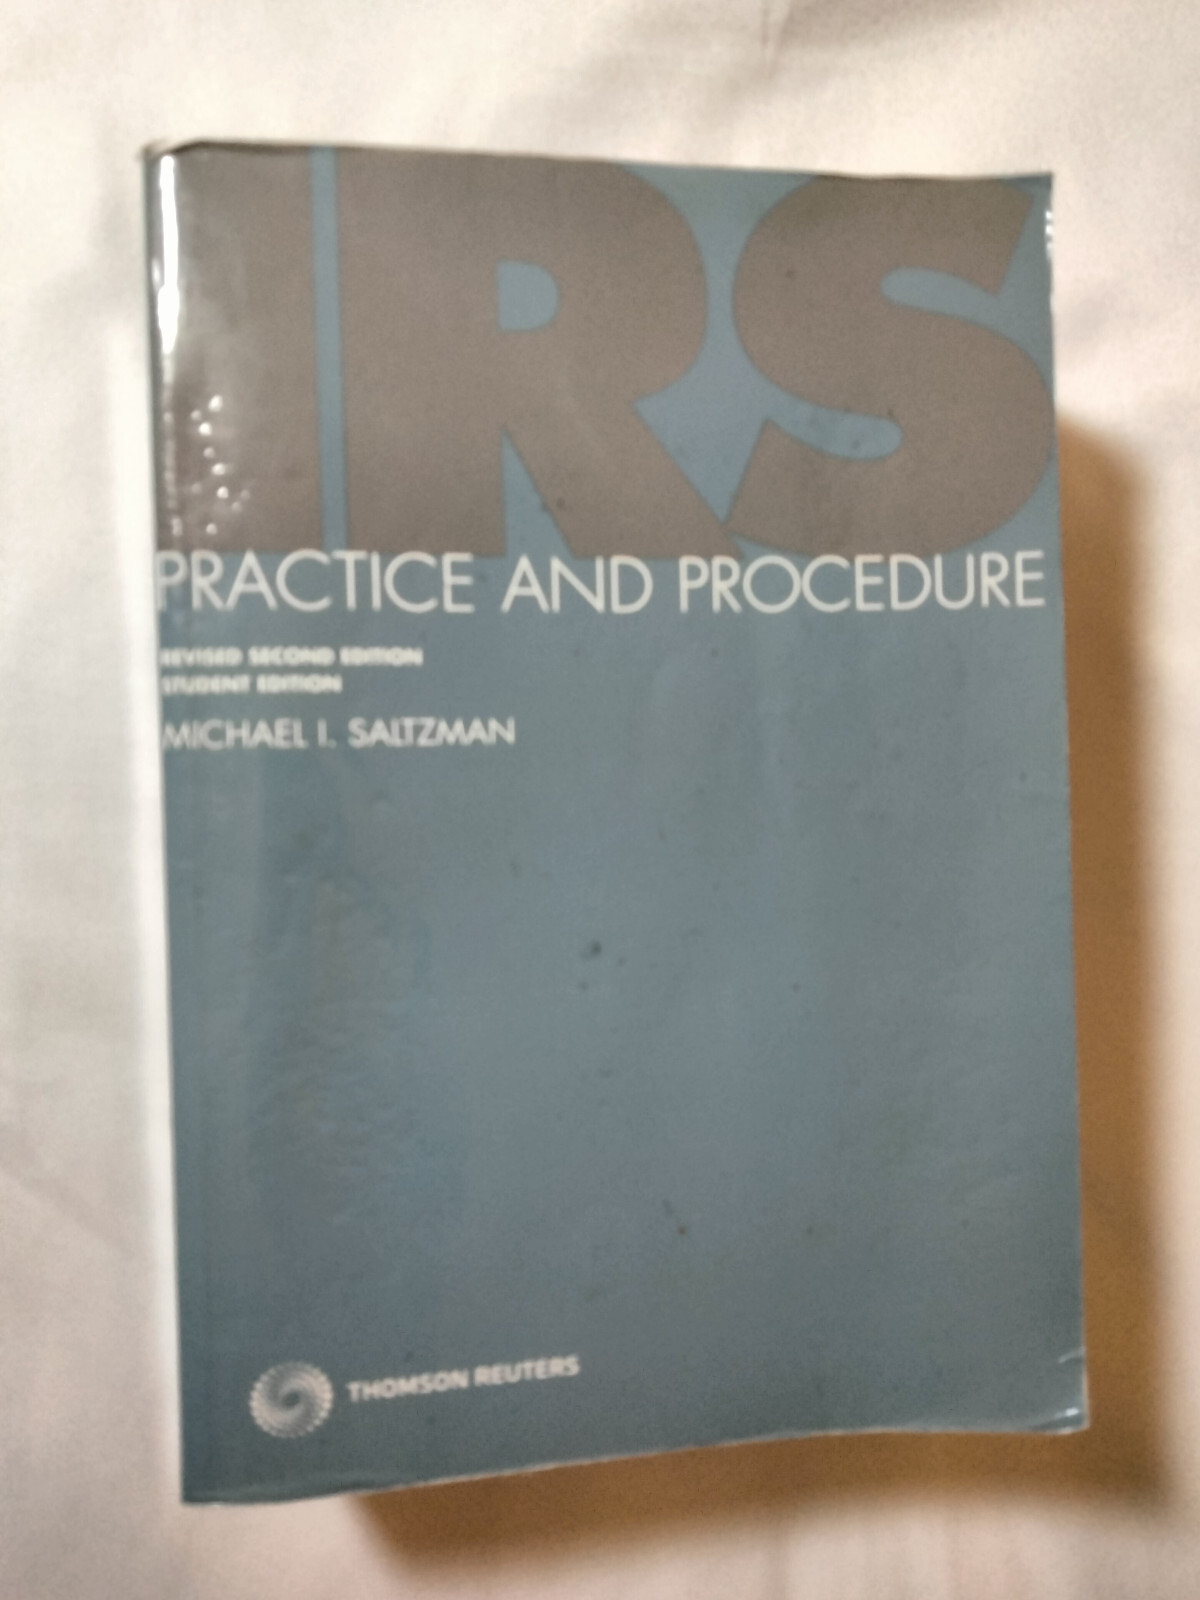 IRS
PRACTICE AND PROCEDURE
REVISED SECOND EDITION
STUDENT EDITION
MICHAEL I. SALTZMAN
THOMSON REUTERS